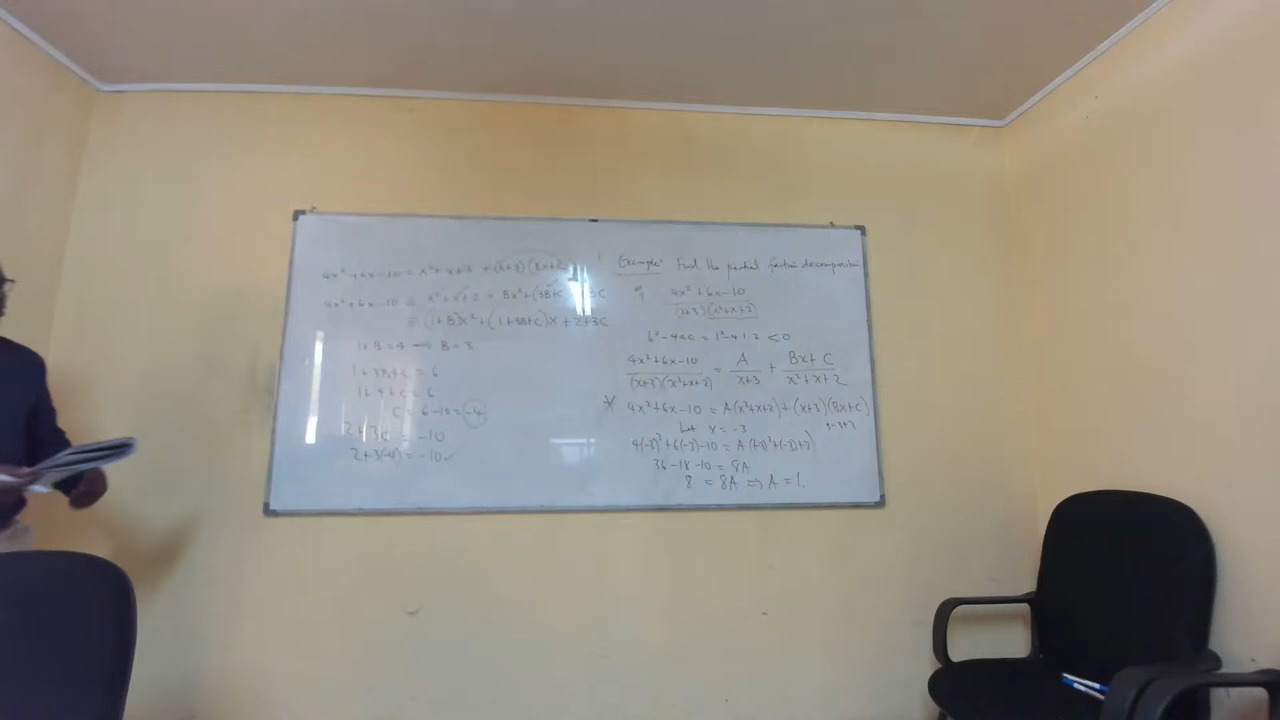 Example: Find the partial fraction decomposition
of
4x²+6x-10
(x+3)(x²+x+2)
b²-4ac = 1²-4·1·2 <0
4x²+6x-10 / (x+3)(x²+x+2) = A / x+3 + Bx+C / x²+x+2
* 4x²+6x-10 = A(x²+x+2) + (x+3)(Bx+C)
Let x = -3
4(-3)²+6(-3)-10 = A((-3)²+(-3)+2)
36-18-10 = 8A
8 = 8A ⇒ A = 1.
4x²+6x-10 = x²+x+2 +(x+3)(Bx+
4x²+6x-10 = x²+x+2 + Bx²+(3B+C 3C
= (1+B)x²+(1+3B+C)x+2+3C
1+B=4 → B=3
1+3B+C = 6
1+9+C=6
C = 6-10=-4
2+3C = -10
2+3(-4) = -10 ✓